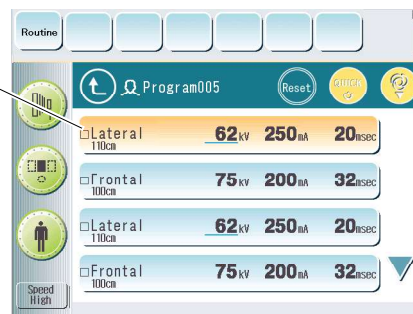 Routine
Program005 Reset QUICK
□Lateral 62kV 250mA 20msec
110cm
□Frontal 75kV 200mA 32msec
100cm
□Lateral 62kV 250mA 20msec
110cm
□Frontal 75kV 200mA 32msec
100cm
Speed
High